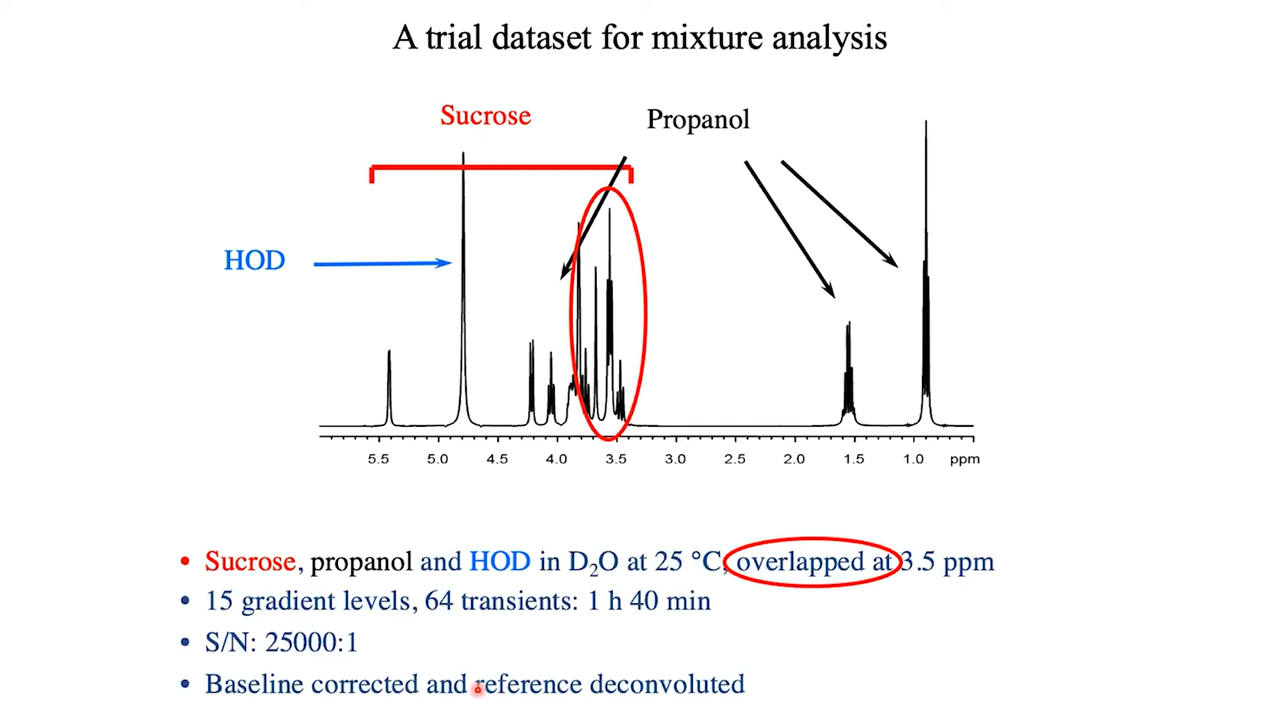 A trial dataset for mixture analysis
Sucrose
Propanol
HOD
5.5 5.0 4.5 4.0 3.5 3.0 2.5 2.0 1.5 1.0 ppm
• Sucrose, propanol and HOD in D₂O at 25 °C, overlapped at 3.5 ppm
• 15 gradient levels, 64 transients: 1 h 40 min
• S/N: 25000:1
• Baseline corrected and reference deconvoluted